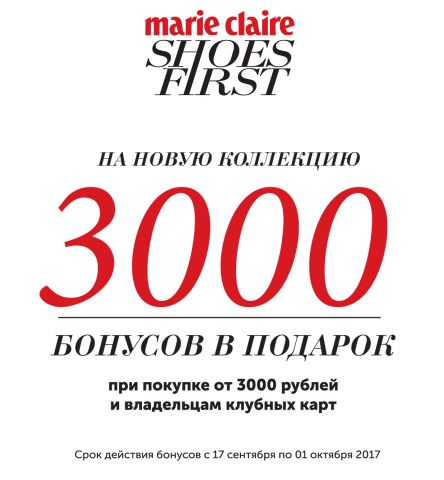 marie claire
SHOES
FIRST
НА НОВУЮ КОЛЛЕКЦИЮ
3000
БОНУСОВ В ПОДАРОК
при покупке от 3000 рублей
и владельцам клубных карт
Срок действия бонусов с 17 сентября по 01 октября 2017